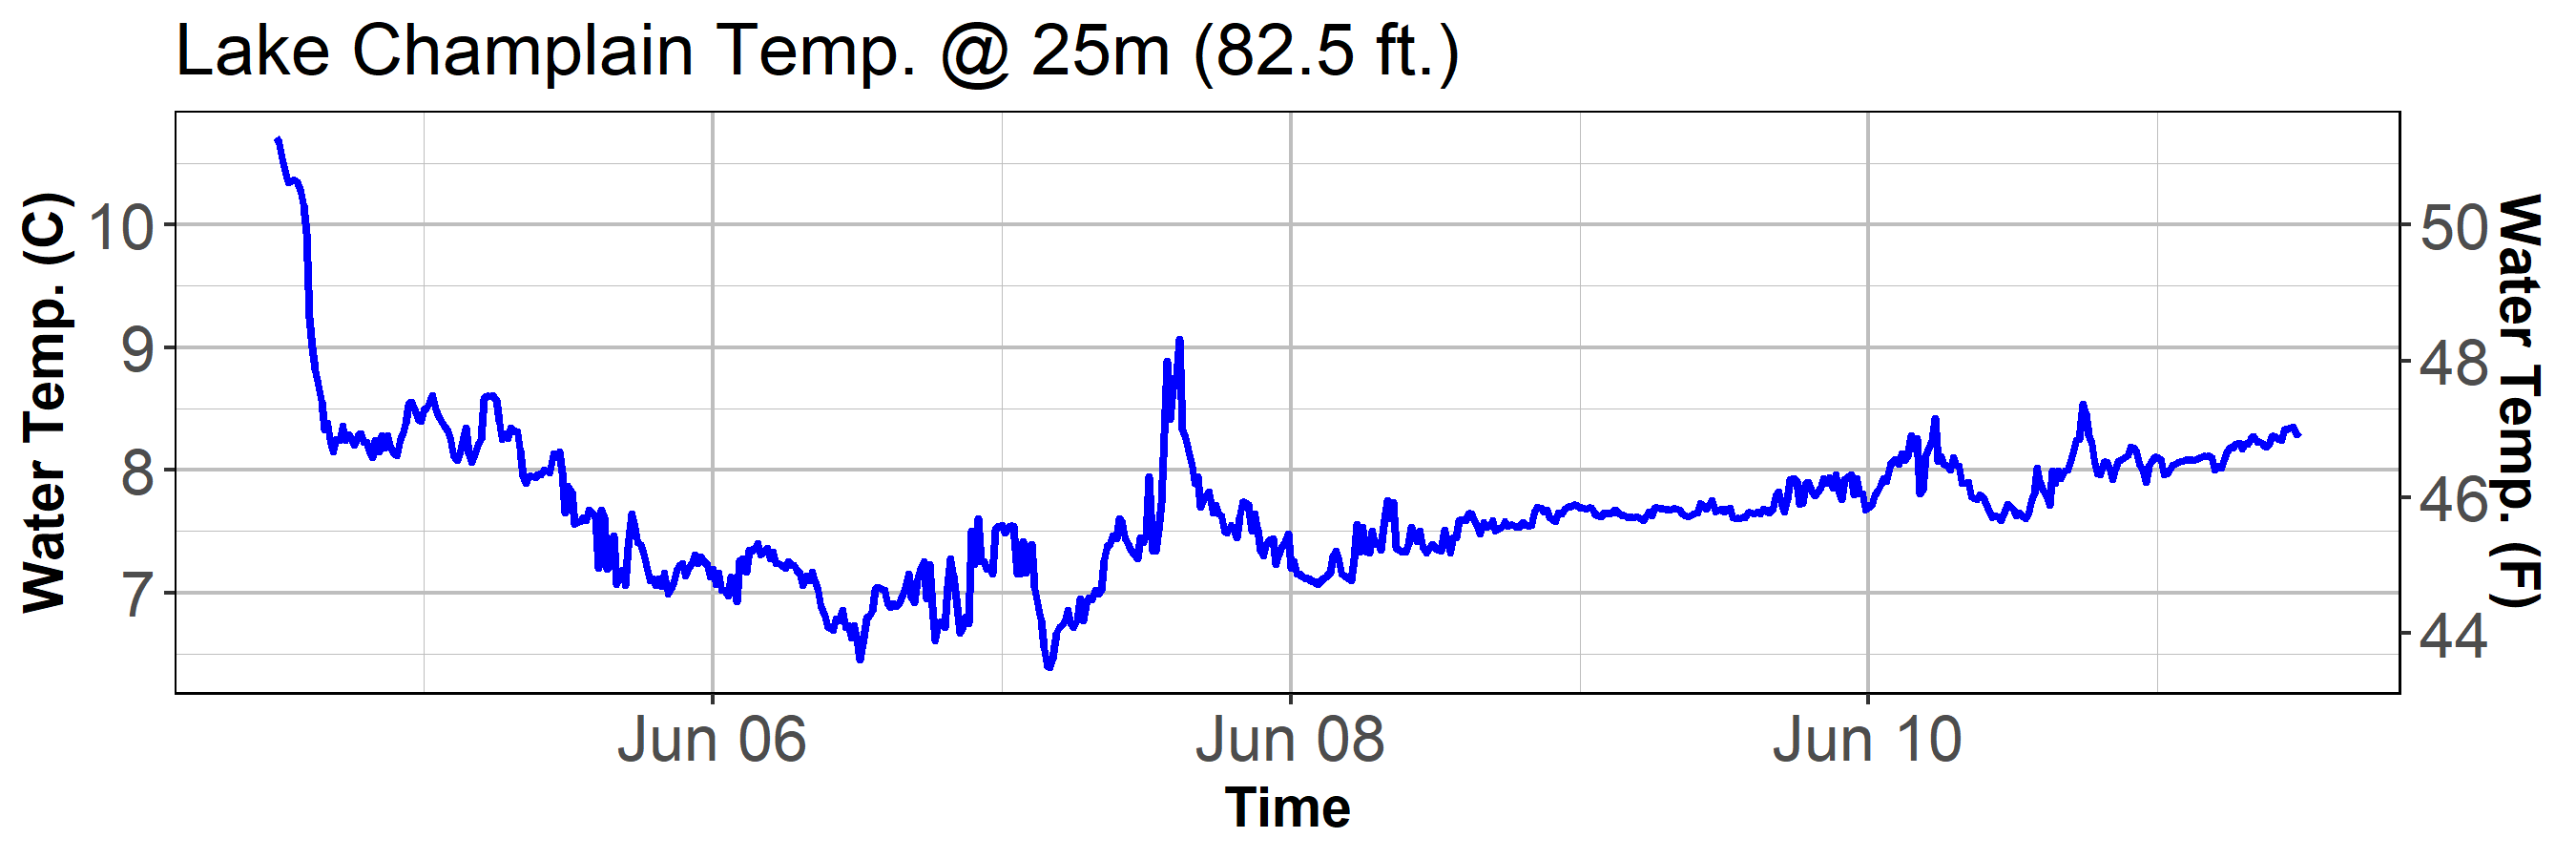 Lake Champlain Temp. @ 25m (82.5 ft.)
Water Temp. (C)
10
9
8
7
50
48
46
44
Water Temp. (F)
Jun 06
Jun 08
Jun 10
Time